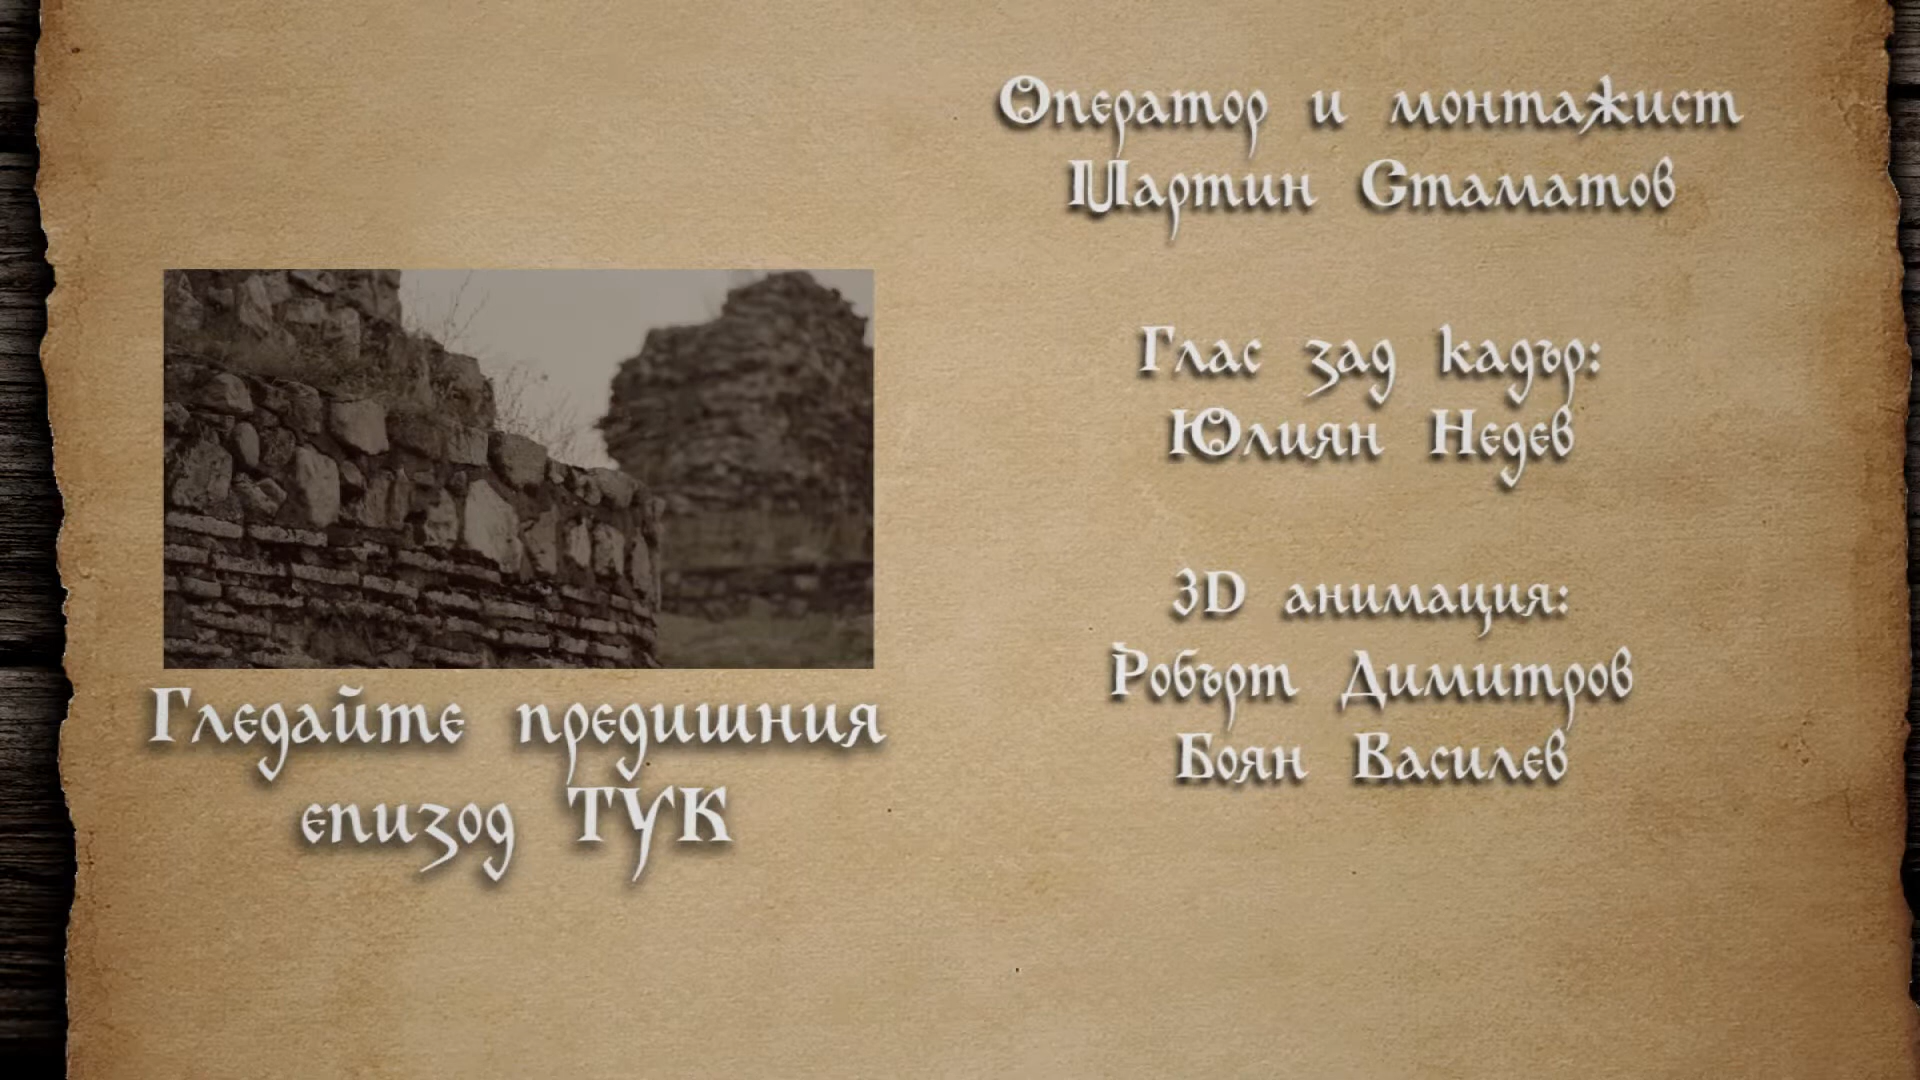 Оператор и монтажист
Мартин Стаматов
Глас зад кадър:
Юлиян Недев
3D анимация:
Робърт Димитров
Боян Василев
Гледайте предишния
епизод ТУК